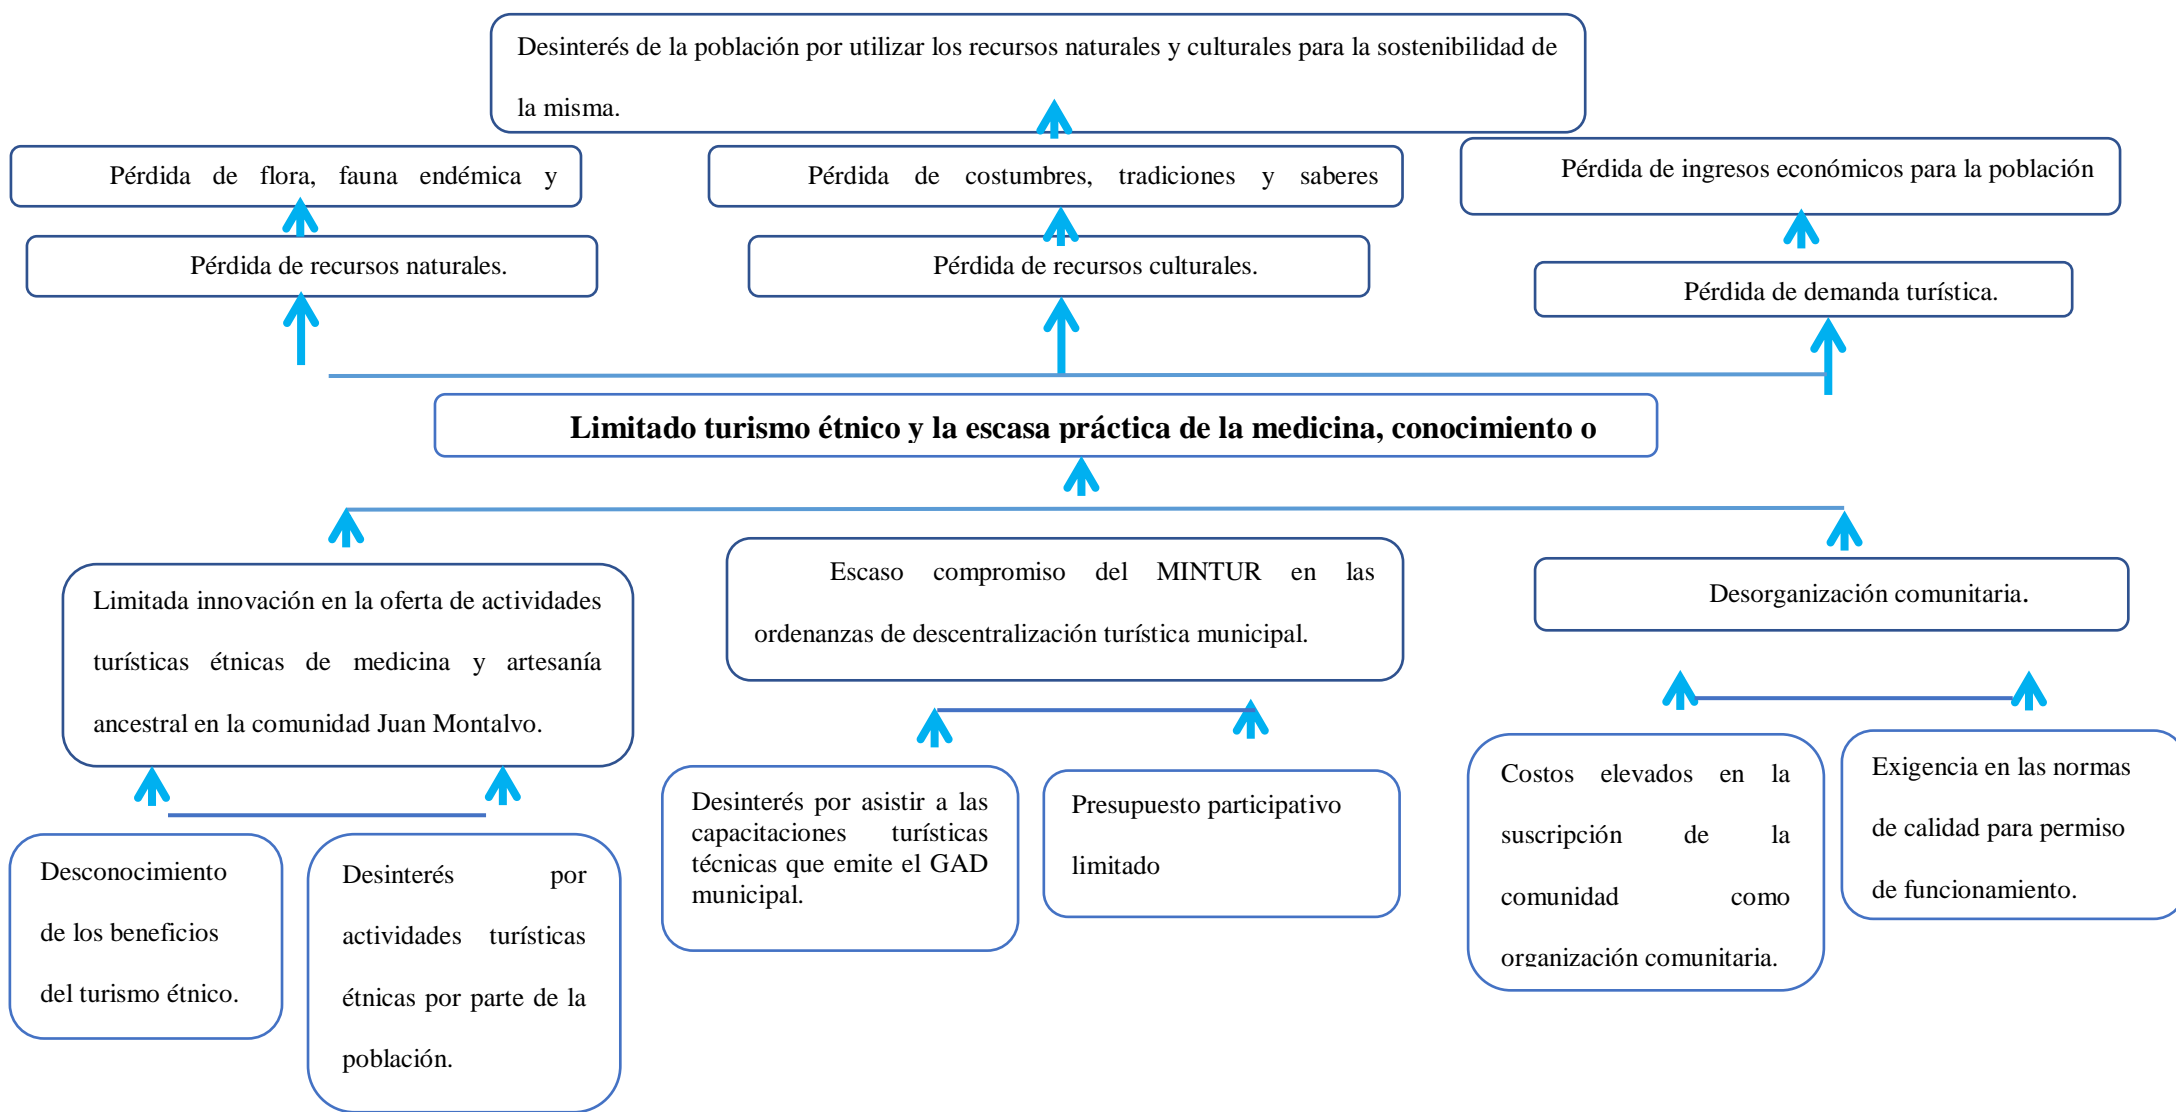 Desinterés de la población por utilizar los recursos naturales y culturales para la sostenibilidad de
la misma.
Pérdida de flora, fauna endémica y
Pérdida de costumbres, tradiciones y saberes
Pérdida de ingresos económicos para la población
Pérdida de recursos naturales.
Pérdida de recursos culturales.
Pérdida de demanda turística.
Limitado turismo étnico y la escasa práctica de la medicina, conocimiento o
Limitada innovación en la oferta de actividades
turísticas étnicas de medicina y artesanía
ancestral en la comunidad Juan Montalvo.
Escaso compromiso del MINTUR en las
ordenanzas de descentralización turística municipal.
Desorganización comunitaria.
Desconocimiento
de los beneficios
del turismo étnico.
Desinterés por
actividades turísticas
étnicas por parte de la
población.
Desinterés por asistir a las
capacitaciones turísticas
técnicas que emite el GAD
municipal.
Presupuesto participativo
limitado
Costos elevados en la
suscripción de la
comunidad como
organización comunitaria.
Exigencia en las normas
de calidad para permiso
de funcionamiento.